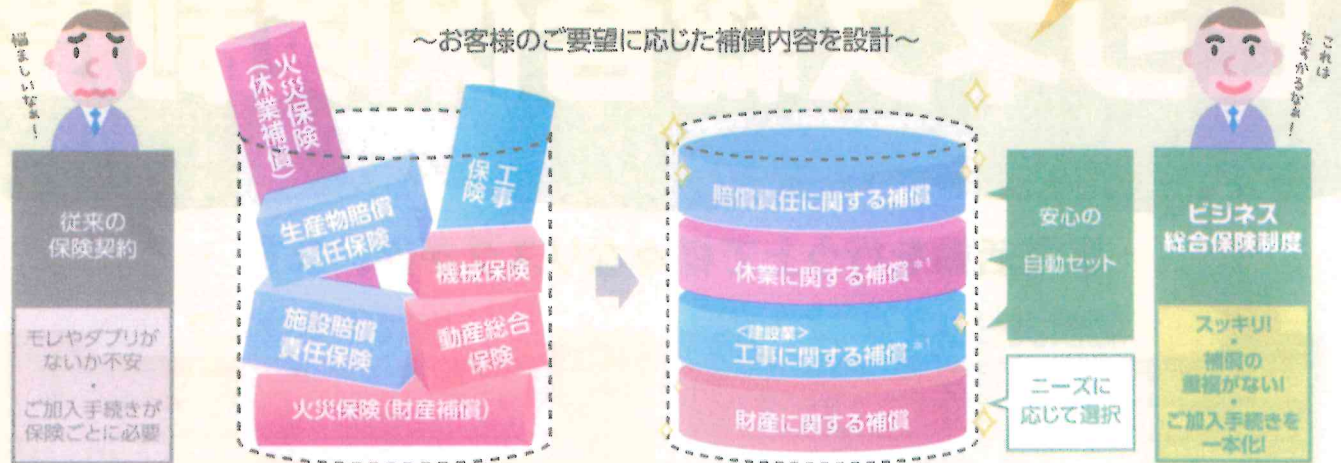 ～お客様のご要望に応じた補償内容を設計～
悩ましいなぁ!
従来の
保険契約
モレやダブリが
ないか不安
・
ご加入手続きが
保険ごとに必要
火災保険
(休業補償)
工事
保険
生産物賠償
責任保険
機械保険
施設賠償
責任保険
動産総合
保険
火災保険(財産補償)
賠償責任に関する補償
休業に関する補償※1
<建設業>
工事に関する補償※1
財産に関する補償
安心の
自動セット
ニーズに
応じて選択
これは
たすかるなぁ!
ビジネス
総合保険制度
スッキリ!
・
補償の
重複がない!
・
ご加入手続きを
一本化!